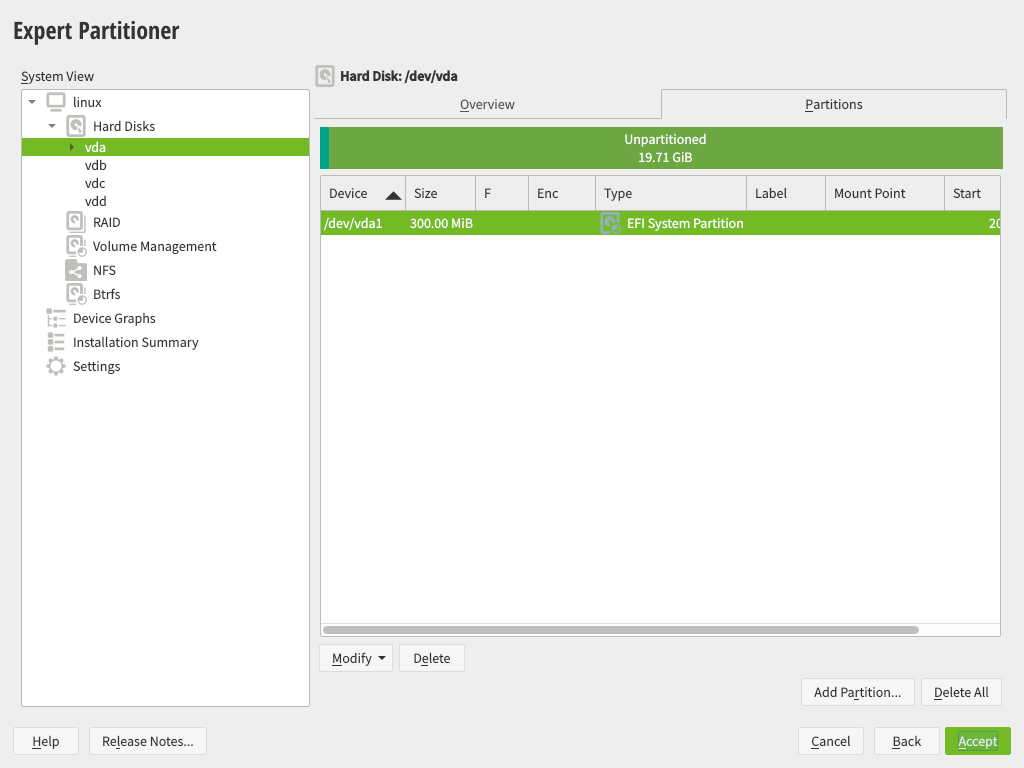 Expert Partitioner
System View
linux
Hard Disks
vda
vdb
vdc
vdd
RAID
Volume Management
NFS
Btrfs
Device Graphs
Installation Summary
Settings
Hard Disk: /dev/vda
Overview Partitions
Unpartitioned
19.71 GiB
Device Size F Enc Type Label Mount Point Start
/dev/vda1 300.00 MiB EFI System Partition 20
Modify Delete
Add Partition... Delete All
Help Release Notes... Cancel Back Accept